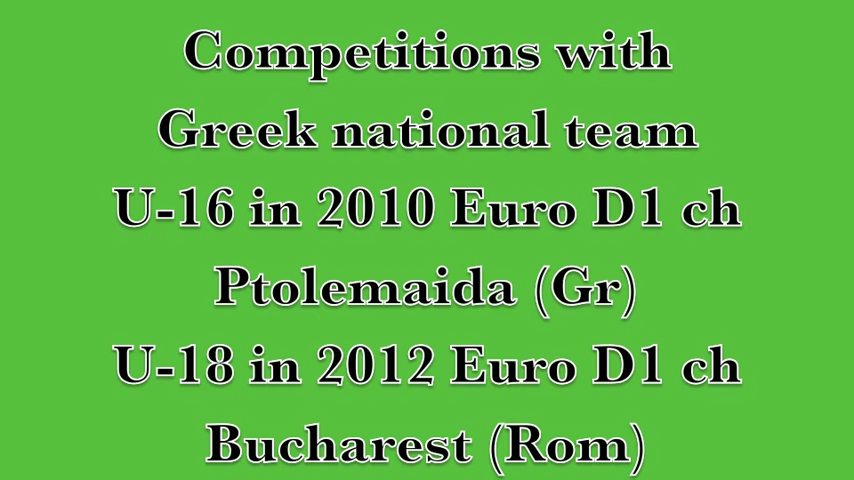 Competitions with
Greek national team
U-16 in 2010 Euro D1 ch
Ptolemaida (Gr)
U-18 in 2012 Euro D1 ch
Bucharest (Rom)